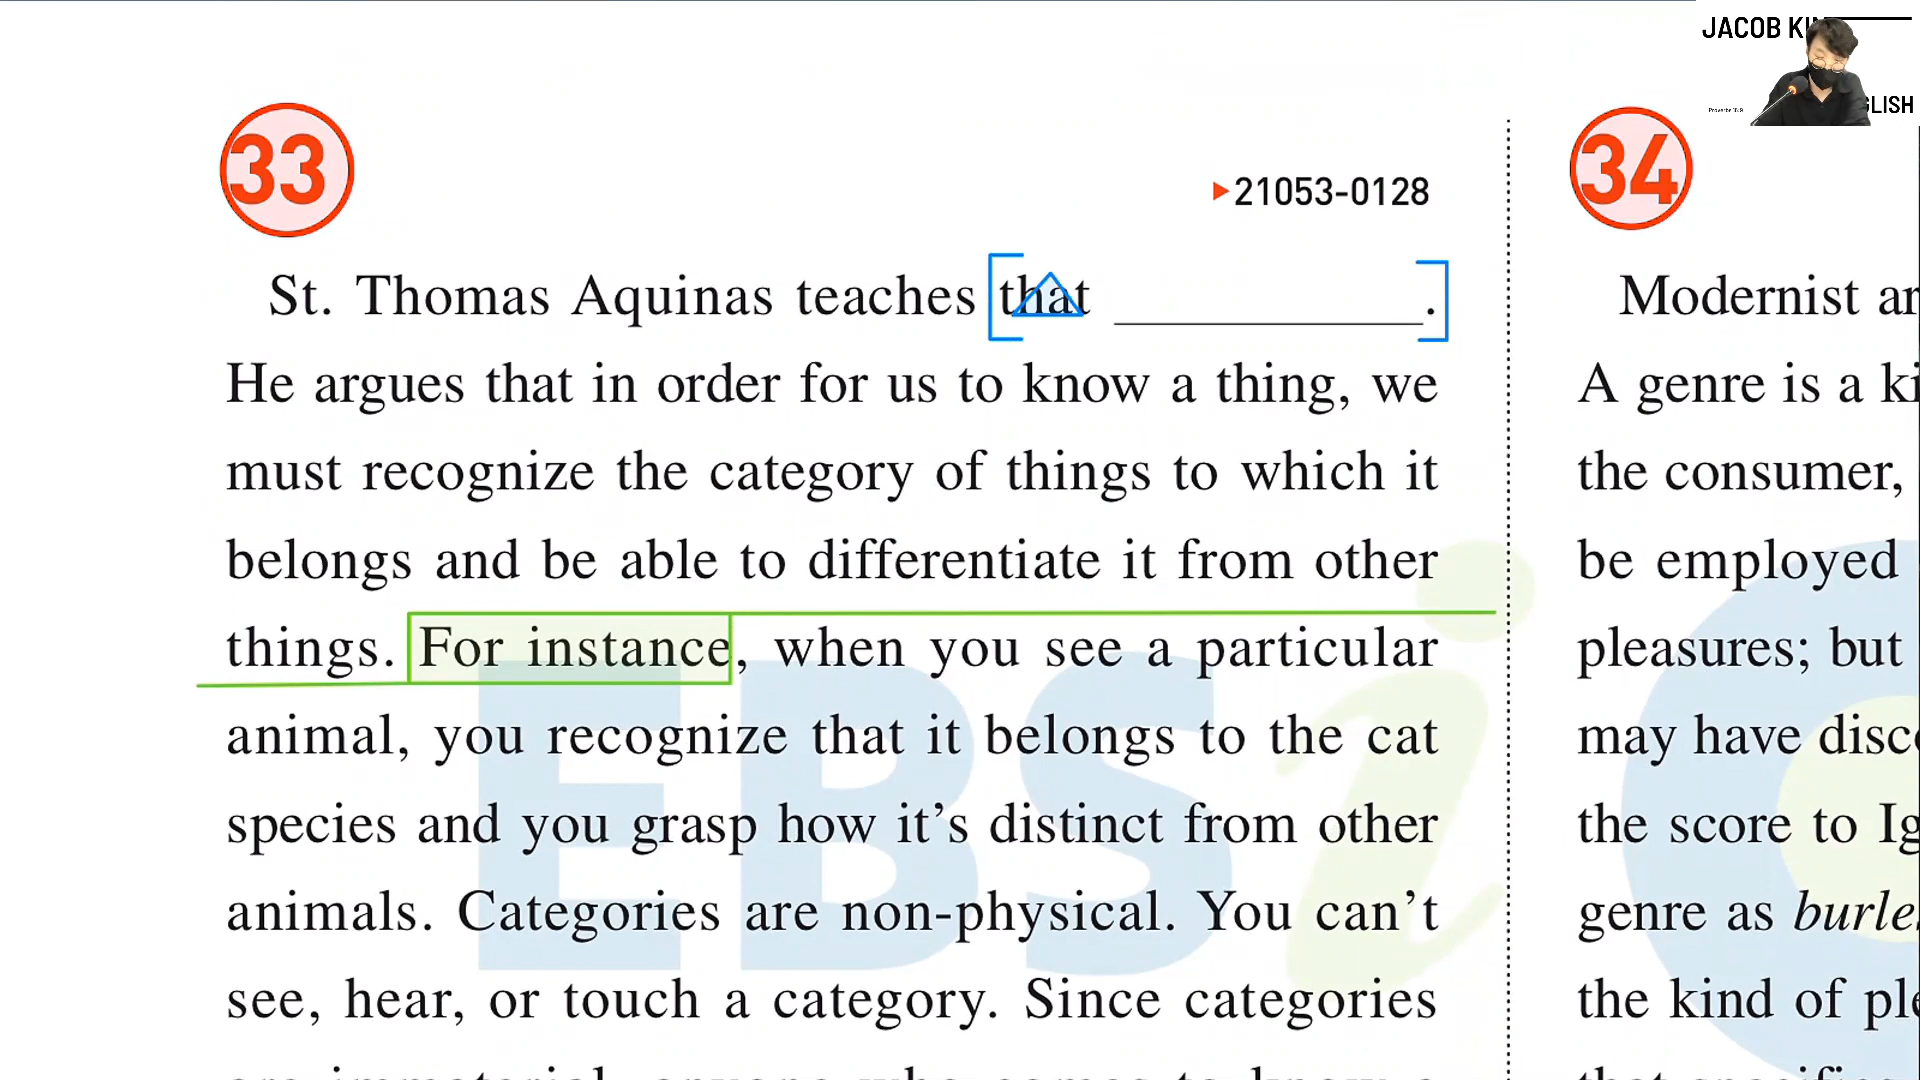 JACOB
GLISH
Proverbs 16:9
33
▶21053-0128
St. Thomas Aquinas teaches that ____________.
He argues that in order for us to know a thing, we
must recognize the category of things to which it
belongs and be able to differentiate it from other
things. For instance, when you see a particular
animal, you recognize that it belongs to the cat
species and you grasp how it’s distinct from other
animals. Categories are non-physical. You can’t
see, hear, or touch a category. Since categories
34
Modernist ar
A genre is a ki
the consumer,
be employed
pleasures; but
may have disc
the score to Ig
genre as burle
the kind of ple
EBSi